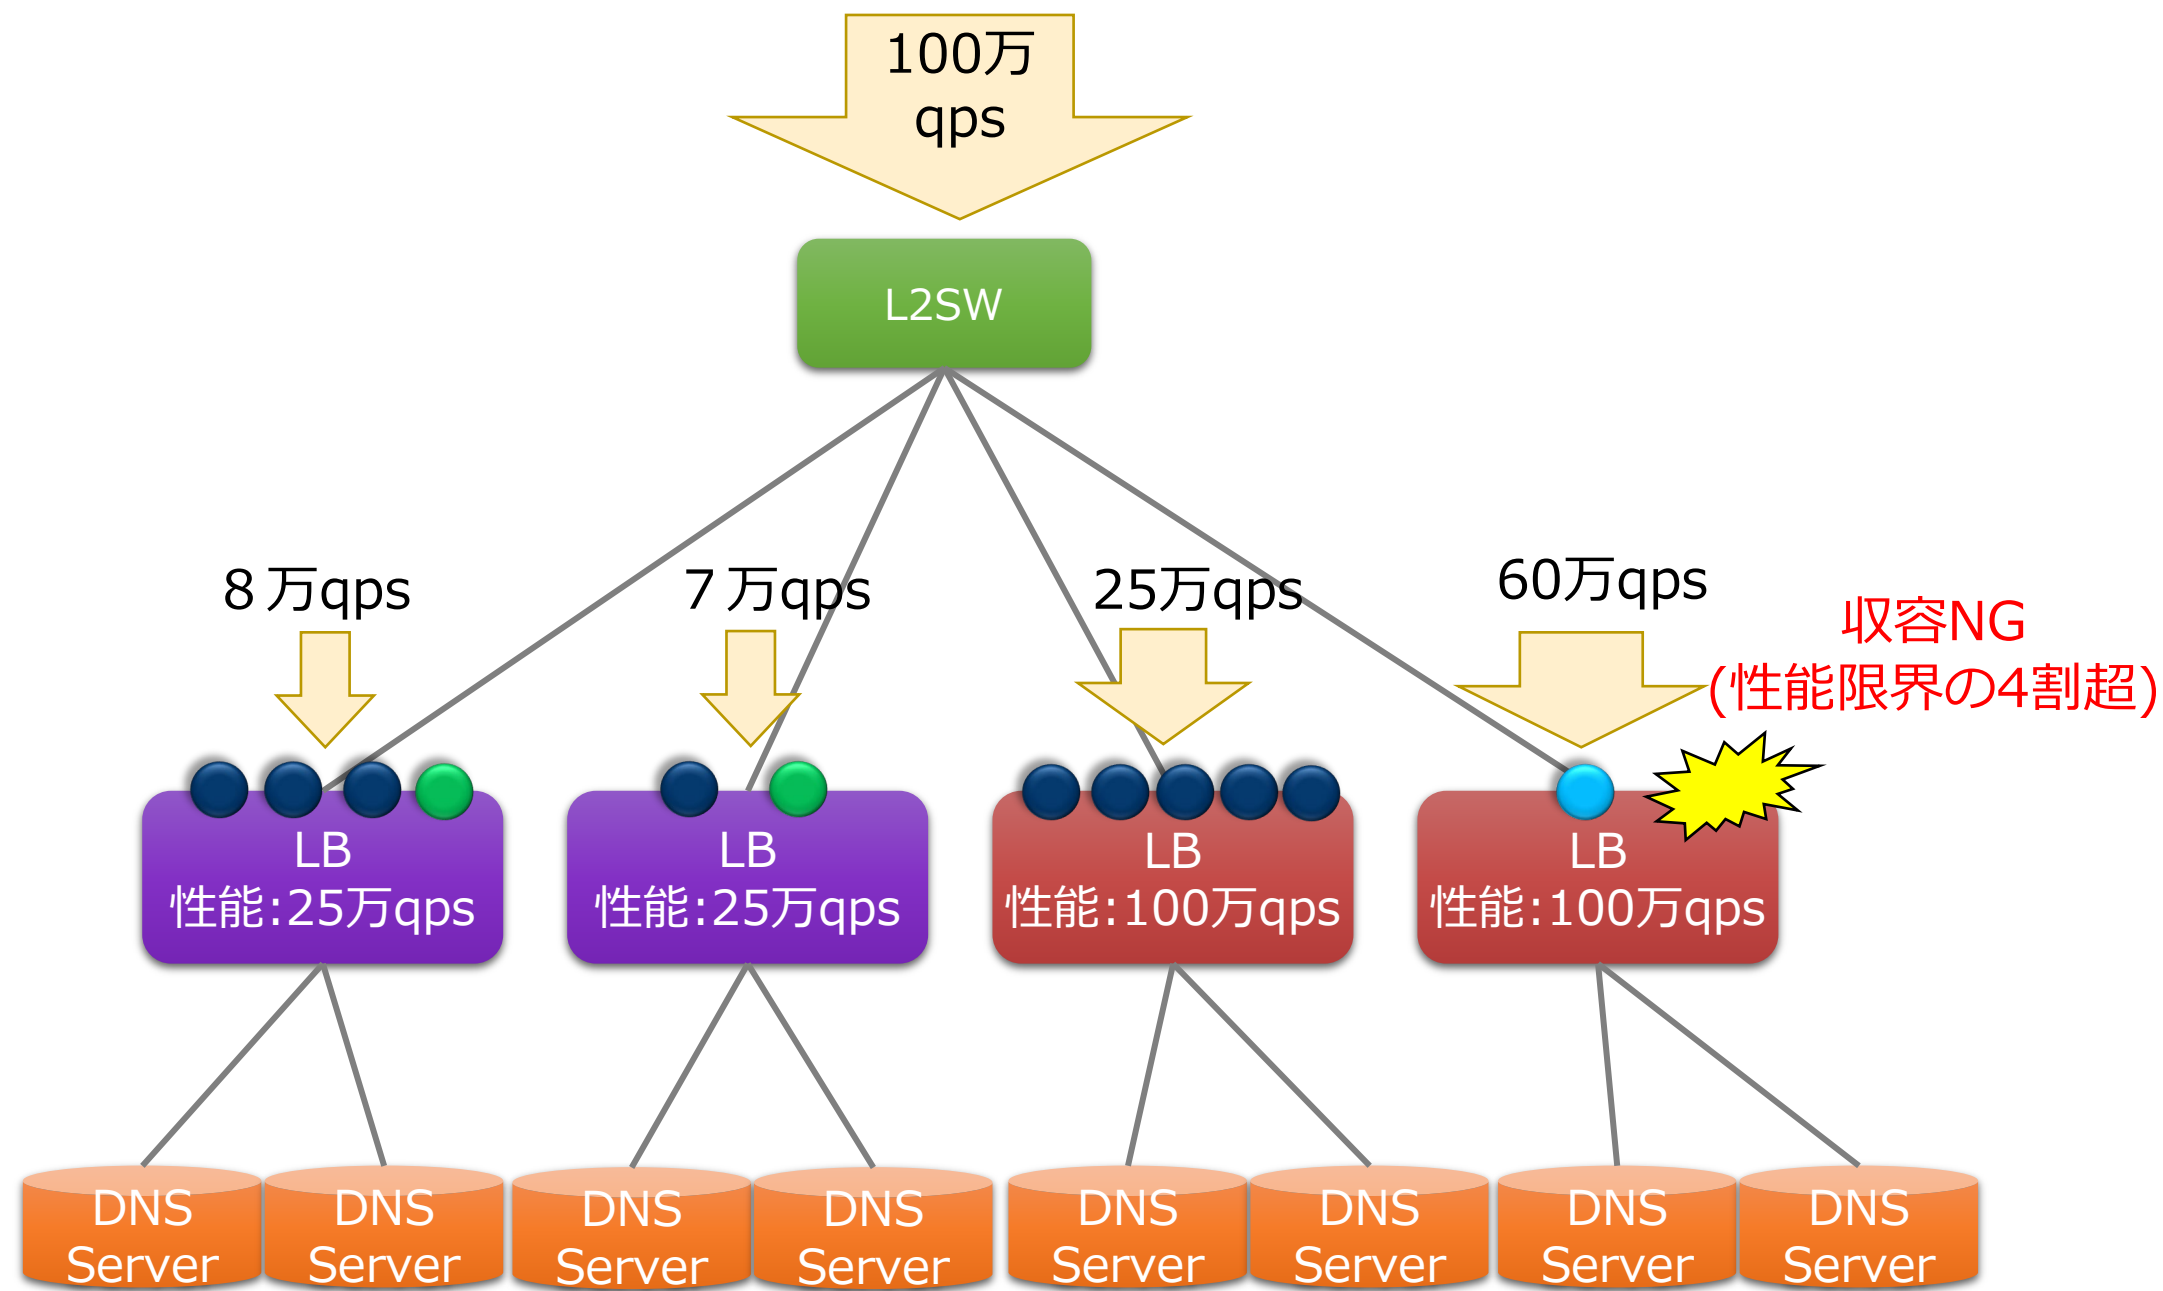 100万
qps
L2SW
８万qps
７万qps
25万qps
60万qps
収容NG
(性能限界の4割超)
LB
性能:25万qps
LB
性能:25万qps
LB
性能:100万qps
LB
性能:100万qps
DNS
Server
DNS
Server
DNS
Server
DNS
Server
DNS
Server
DNS
Server
DNS
Server
DNS
Server